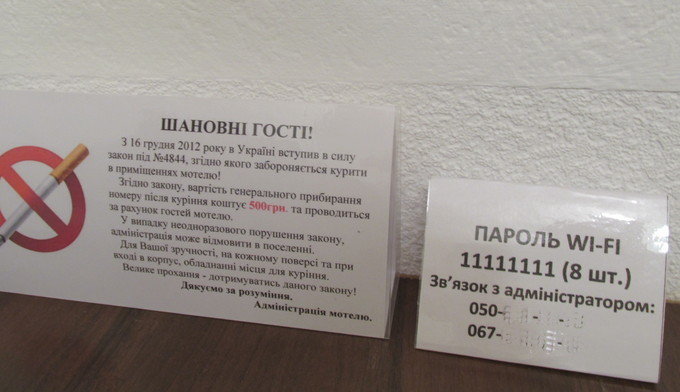 ШАНОВНІ ГОСТІ!
З 16 грудня 2012 року в Україні вступив в силу
закон під №4844, згідно якого забороняється курити
в приміщеннях мотелю!
Згідно закону, вартість генерального прибирання
номеру після куріння коштує 500грн. та проводиться
за рахунок гостей мотелю.
У випадку неодноразового порушення закону,
адміністрація може відмовити в поселенні.
Для Вашої зручності, на кожному поверсі та при
вході в корпус, обладнанні місця для куріння.
Велике прохання - дотримуватись даного закону!
Дякуємо за розуміння.
Адміністрація мотелю.
ПАРОЛЬ WI-FI
11111111 (8 шт.)
Зв’язок з адміністратором:
050-
067-